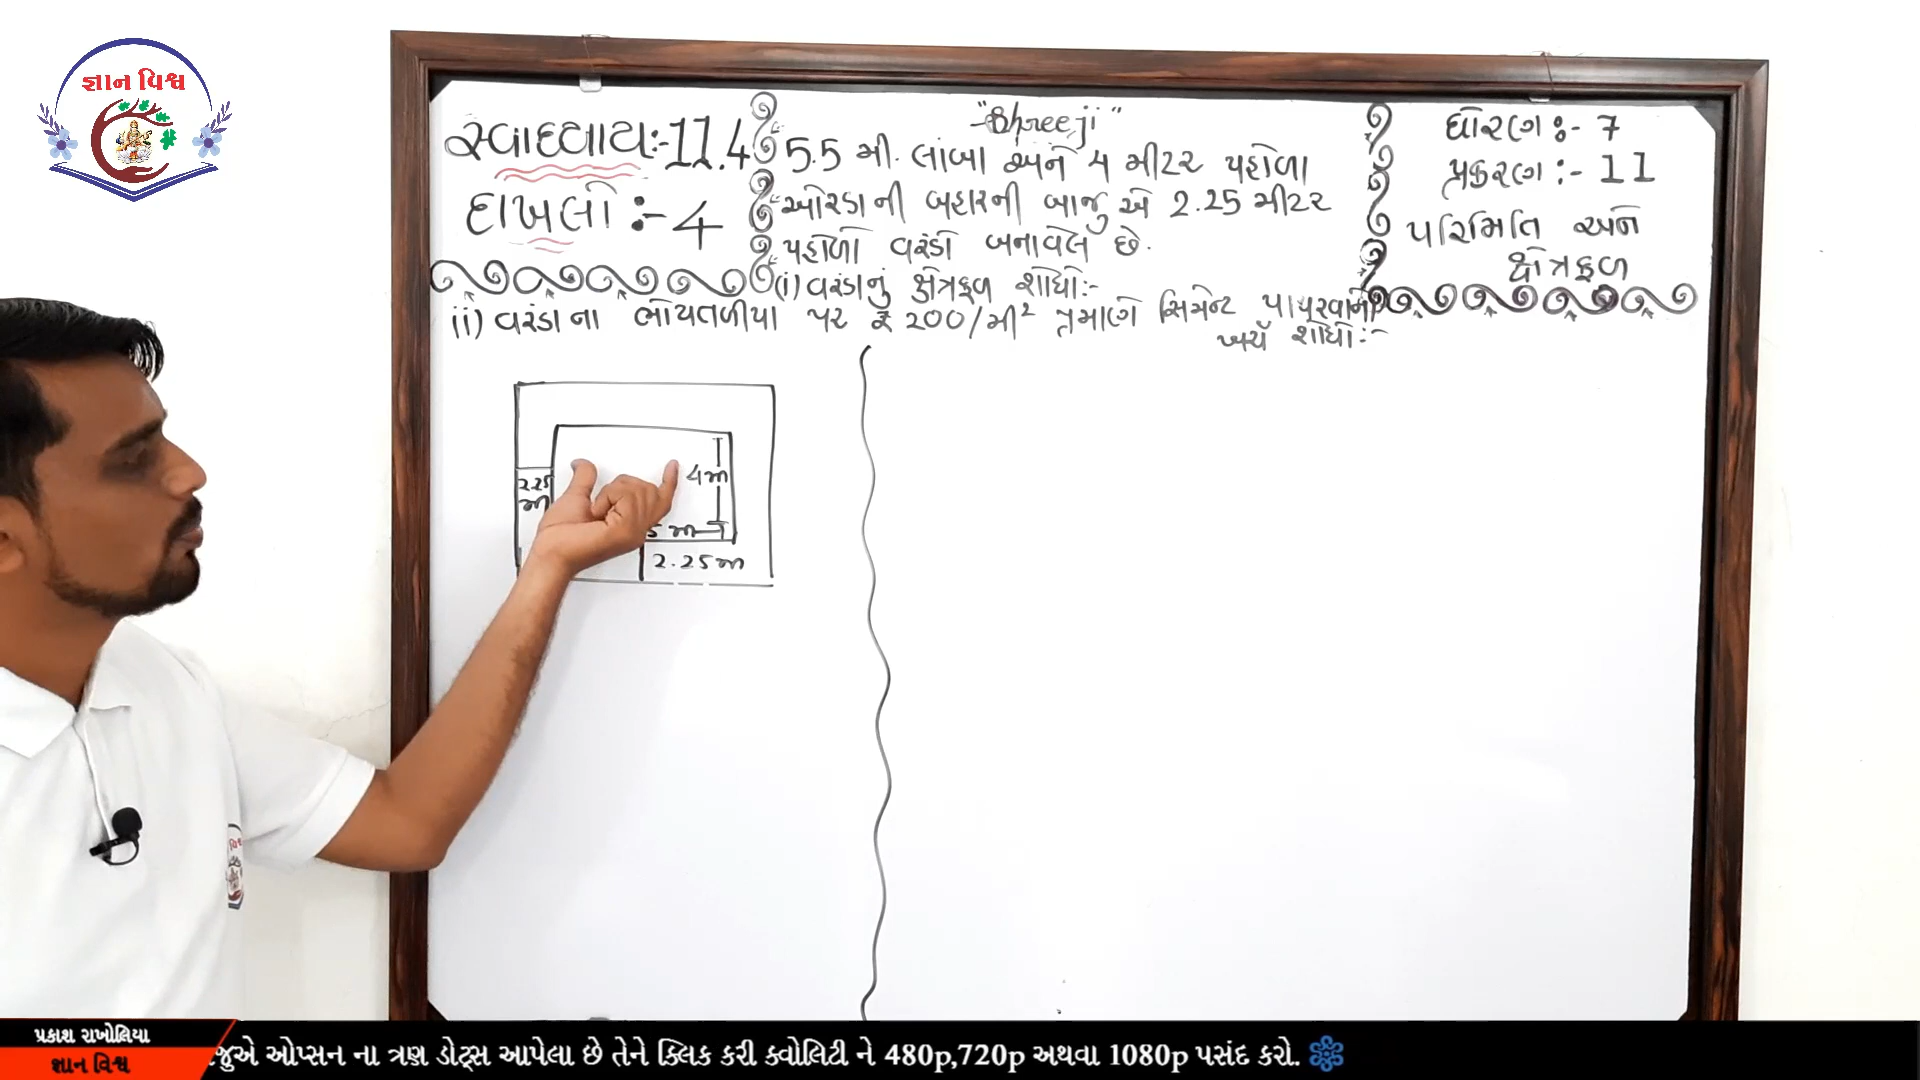 જ્ઞાન વિશ્વ
સ્વાધ્યાયઃ-11.4
દાખલો :- 4
"Shreeji"
5.5 મી. લાંબા અને 4 મીટર પહોળા
ઓરડાની બહારની બાજુ એ 2.25 મીટર
પહોળો વરંડો બનાવેલ છે.
(i) વરંડાનું ક્ષેત્રફળ શોધો:-
ii) વરંડાના ભોંયતળીયા પર ₹ 200/મી² પ્રમાણે સિમેન્ટ પાથરવાનો
ખર્ચ શોધો:-
ધોરણ :- 7
પ્રકરણ :- 11
પરિમિતિ અને
ક્ષેત્રફળ
4 મી
2.25
મી
5 મી
2.25 મી
પ્રકાશ રાખોલિયા
જ્ઞાન વિશ્વ
જુએ ઓપ્સન ના ત્રણ ડોટ્સ આપેલા છે તેને ક્લિક કરી ક્વોલિટી ને 480p,720p અથવા 1080p પસંદ કરો.